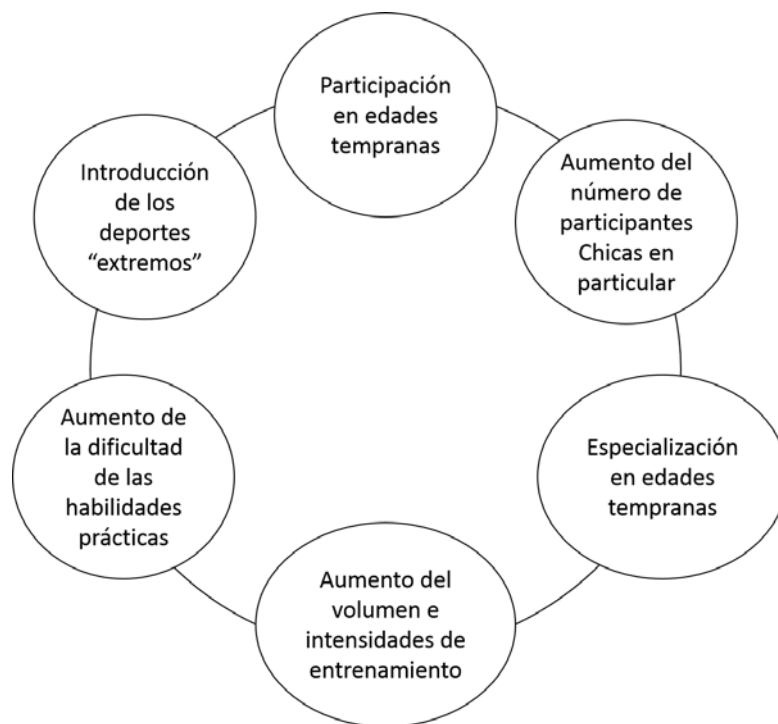 Participación
en edades
tempranas
Aumento del
número de
participantes
Chicas en
particular
Especialización
en edades
tempranas
Aumento del
volumen e
intensidades de
entrenamiento
Aumento de
la dificultad
de las
habilidades
prácticas
Introducción
de los
deportes
“extremos”